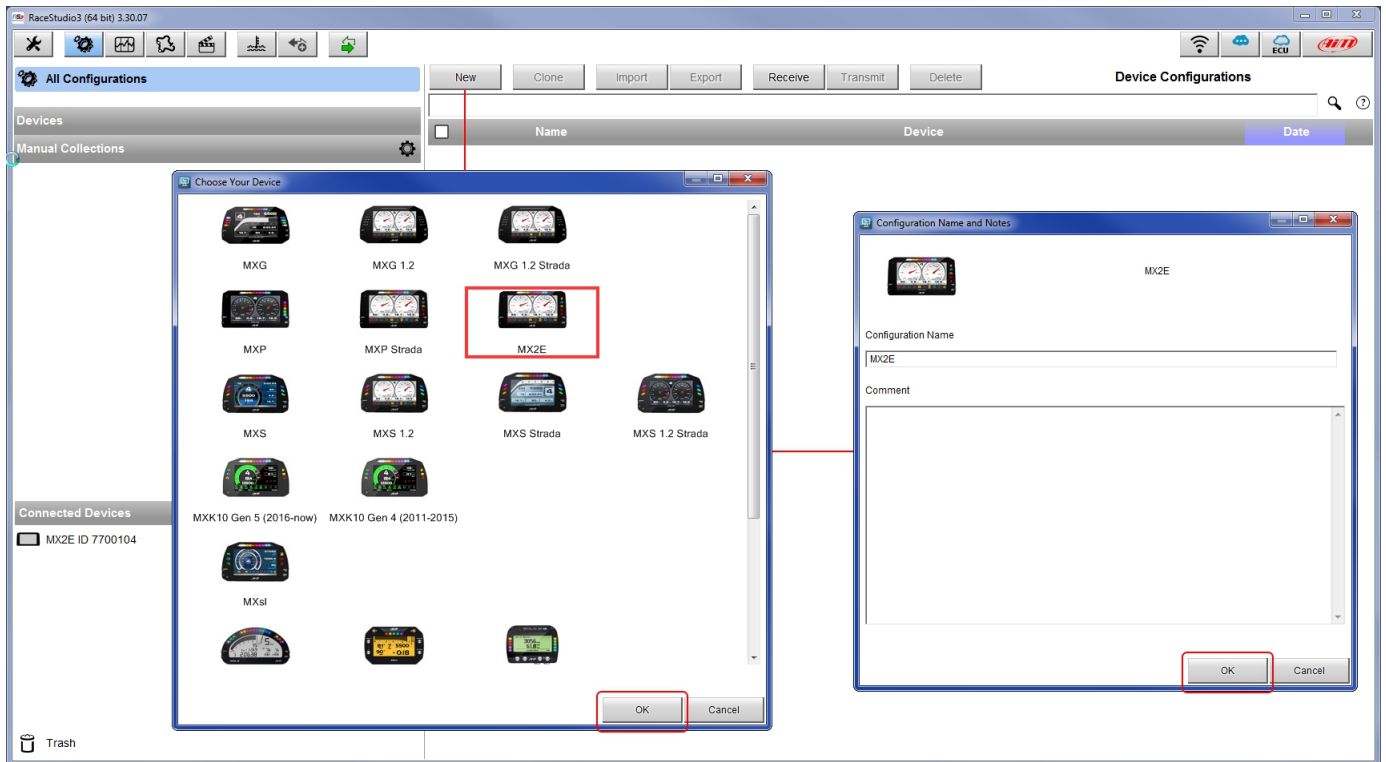 RaceStudio3 (64 bit) 3.30.07
ECU
All Configurations
New Clone Import Export Receive Transmit Delete Device Configurations
Devices
Name Device Date
Manual Collections
Choose Your Device
MXG MXG 1.2 MXG 1.2 Strada
MXP MXP Strada MX2E
MXS MXS 1.2 MXS Strada MXS 1.2 Strada
MXK10 Gen 5 (2016-now) MXK10 Gen 4 (2011-2015)
MXsl
OK Cancel
Configuration Name and Notes
MX2E
Configuration Name
MX2E
Comment
OK Cancel
Connected Devices
MX2E ID 7700104
Trash